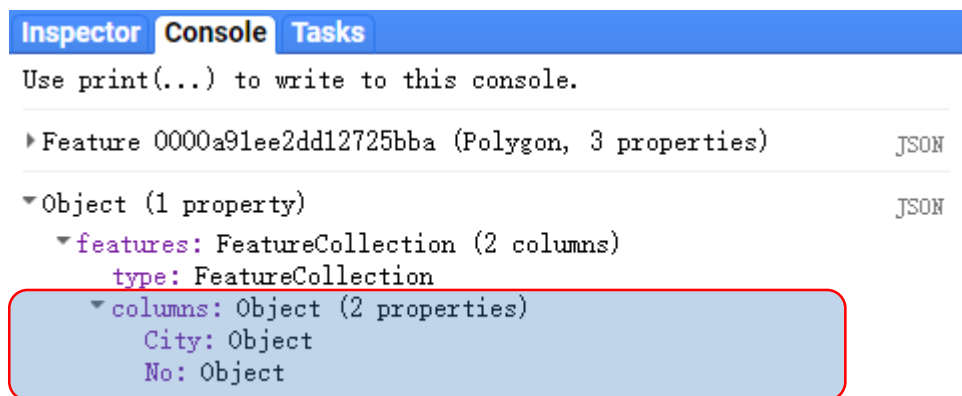 Inspector Console Tasks
Use print(...) to write to this console.
Feature 0000a91ee2dd12725bba (Polygon, 3 properties) JSON
Object (1 property) JSON
features: FeatureCollection (2 columns)
type: FeatureCollection
columns: Object (2 properties)
City: Object
No: Object